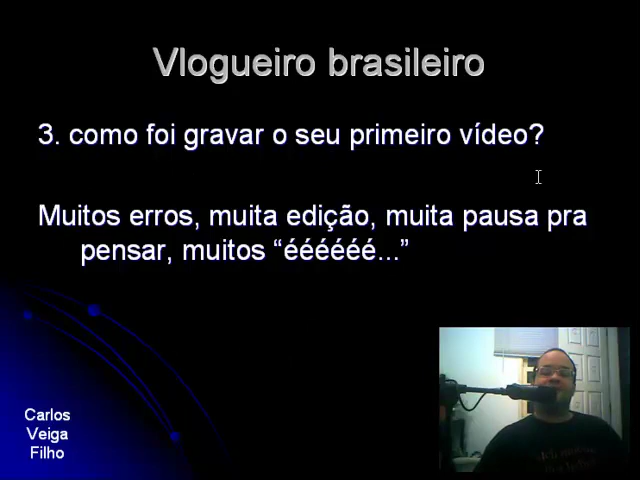 Vlogueiro brasileiro
3. como foi gravar o seu primeiro vídeo?
Muitos erros, muita edição, muita pausa pra
pensar, muitos “éééééé...”
Carlos
Veiga
Filho